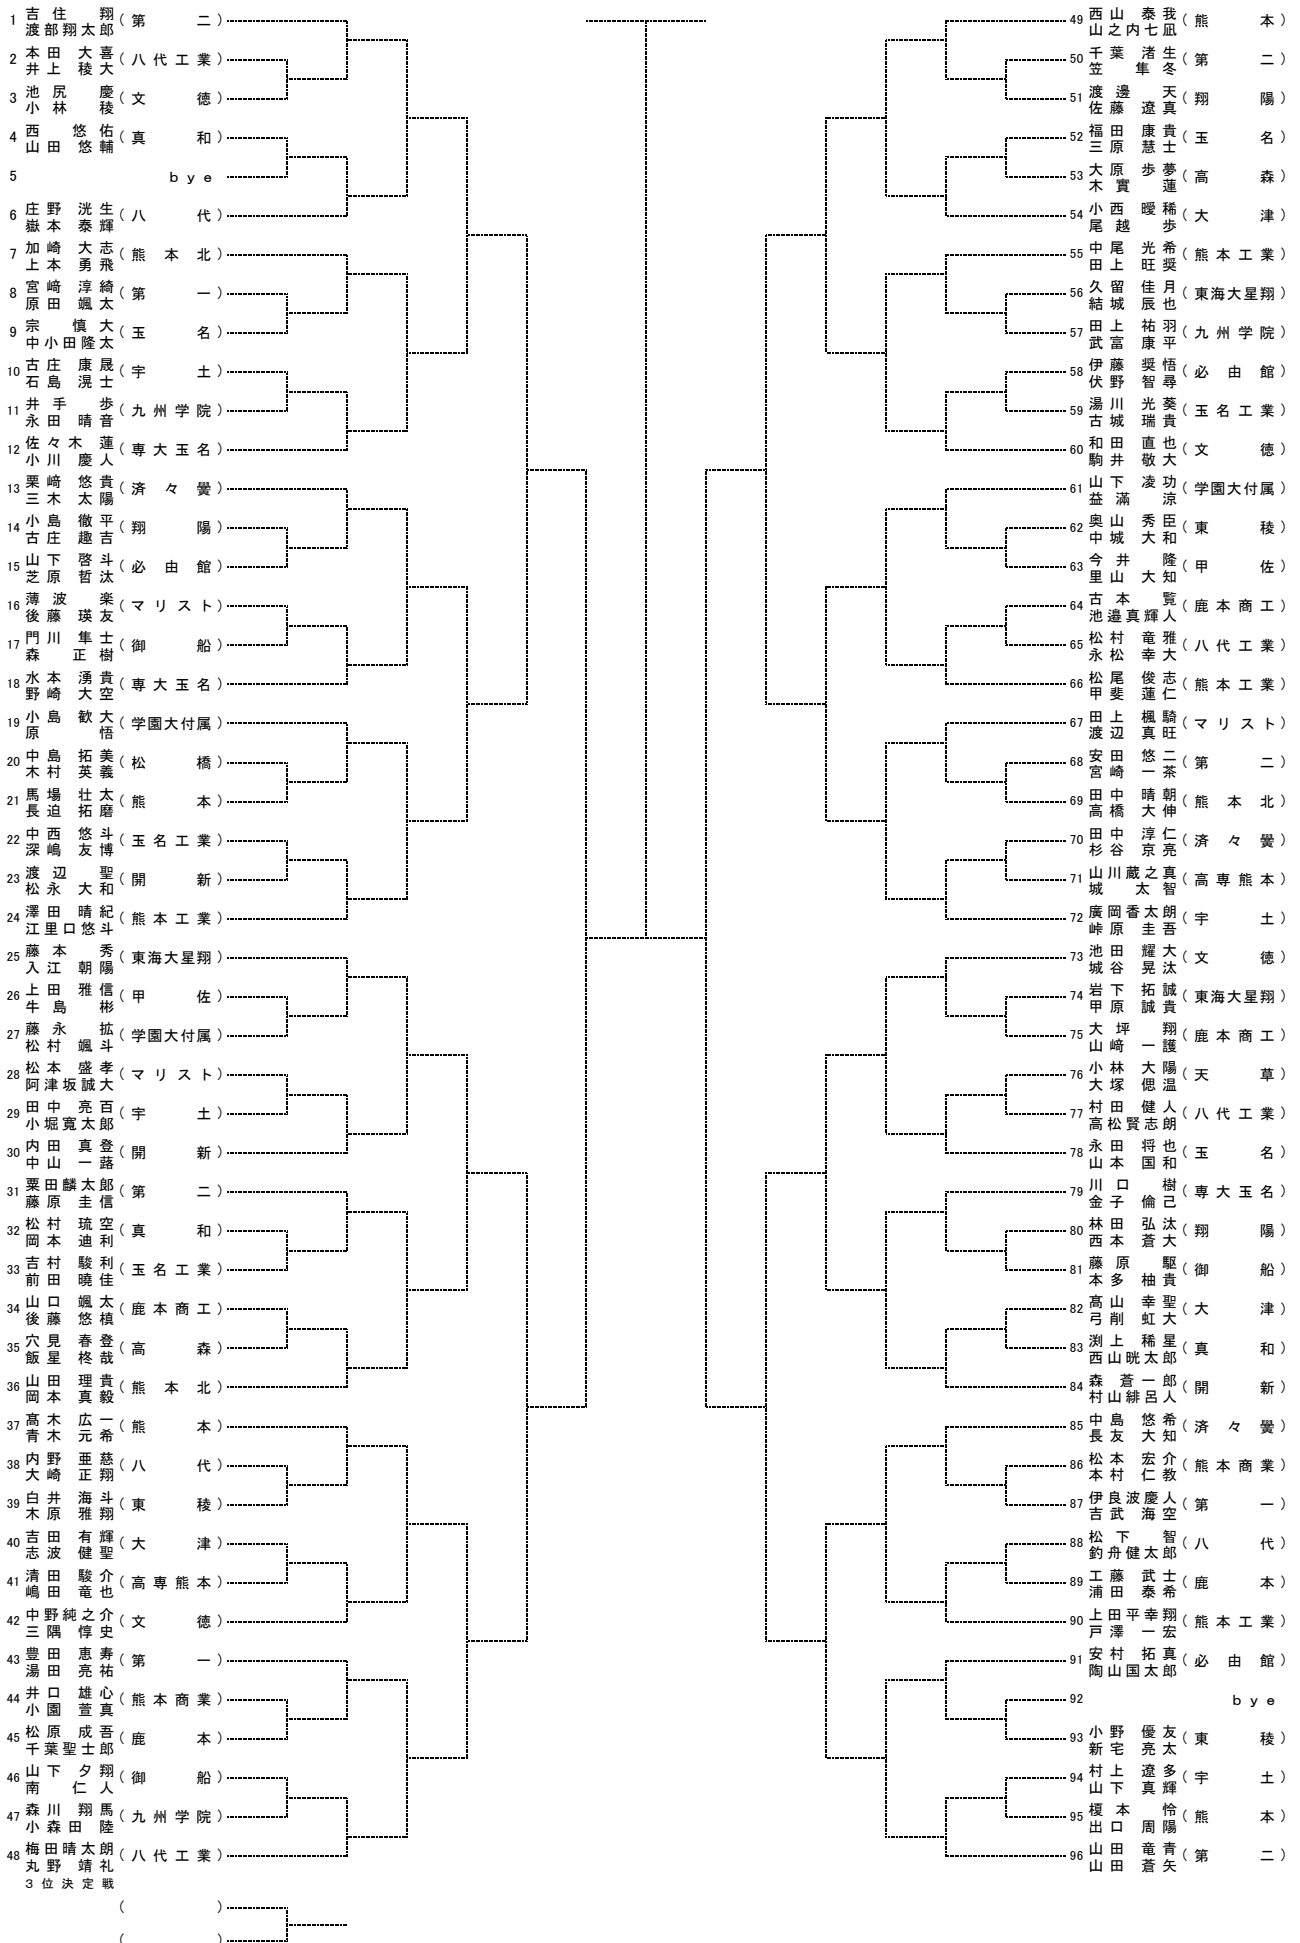 1 吉住 翔 (第二)
渡部翔太郎
2 本田 大喜 (八代工業)
井上 稜大
3 池尻 慶 (文徳)
小林 稜
4 西 悠佑 (真和)
山田 悠輔
5 bye
6 庄野 洸生 (八代)
嶽本 泰輝
7 加崎 大志 (熊本北)
上本 勇飛
8 宮﨑 淳綺 (第一)
原田 颯太
9 宗 慎大 (玉名)
中小田隆太
10 古庄 康晟 (宇土)
石島 滉士
11 井手 歩 (九州学院)
永田 晴音
12 佐々木 蓮 (専大玉名)
小川 慶人
13 栗﨑 悠貴 (済々黌)
三木 太陽
14 小島 徹平 (翔陽)
古庄 趣吉
15 山下 啓斗 (必由館)
芝原 哲汰
16 薄波 楽 (マリスト)
後藤 瑛友
17 門川 隼士 (御船)
森 正樹
18 水本 湧貴 (専大玉名)
野崎 大空
19 小島 歓大 (学園大付属)
原 悟
20 中島 拓美 (松橋)
木村 英義
21 馬場 壮太 (熊本)
長迫 拓磨
22 中西 悠斗 (玉名工業)
深嶋 友博
23 渡辺 聖 (開新)
松永 大和
24 澤田 晴紀 (熊本工業)
江里口悠斗
25 藤本 秀 (東海大星翔)
入江 朝陽
26 上田 雅信 (甲佐)
牛島 彬
27 藤永 拡 (学園大付属)
松村 颯斗
28 松本 盛孝 (マリスト)
阿津坂誠大
29 田中 亮百 (宇土)
小堀寛太郎
30 内田 真登 (開新)
中山 一蕗
31 粟田麟太郎 (第二)
藤原 圭信
32 松村 琉空 (真和)
岡本 迪利
33 吉村 駿利 (玉名工業)
前田 暁佳
34 山口 颯太 (鹿本商工)
後藤 悠槙
35 穴見 春登 (高森)
飯星 柊哉
36 山田 理貴 (熊本北)
岡本 真毅
37 髙木 広一 (熊本)
青木 元希
38 内野 亜慈 (八代)
大崎 正翔
39 白井 海斗 (東稜)
木原 雅翔
40 吉田 有輝 (大津)
志波 健聖
41 清田 駿介 (高専熊本)
嶋田 竜也
42 中野純之介 (文徳)
三隅 惇史
43 豊田 恵寿 (第一)
湯田 亮祐
44 井口 雄心 (熊本商業)
小園 萱真
45 松原 成吾 (鹿本)
千葉聖士郎
46 山下 夕翔 (御船)
南 仁人
47 森川 翔馬 (九州学院)
小森田 陸
48 梅田晴太朗 (八代工業)
丸野 靖礼
3位決定戦
( )
( )
49 西山 泰我 (熊本)
山之内七凪
50 千葉 渚生 (第二)
笠 隼冬
51 渡邊 天 (翔陽)
佐藤 遼真
52 福田 康貴 (玉名)
三原 慧士
53 大原 歩夢 (高森)
木實 蓮
54 小西 曖稀 (大津)
尾越 歩
55 中尾 光希 (熊本工業)
田上 旺奨
56 久留 佳月 (東海大星翔)
結城 辰也
57 田上 祐羽 (九州学院)
武富 康平
58 伊藤 奨悟 (必由館)
伏野 智尋
59 湯川 光葵 (玉名工業)
古城 瑞貴
60 和田 直也 (文徳)
駒井 敬大
61 山下 凌功 (学園大付属)
益滿 涼
62 奥山 秀臣 (東稜)
中城 大和
63 今井 隆 (甲佐)
里山 大知
64 古本 覧 (鹿本商工)
池邉真輝人
65 松村 竜雅 (八代工業)
永松 幸大
66 松尾 俊志 (熊本工業)
甲斐 蓮仁
67 田上 楓騎 (マリスト)
渡辺 真旺
68 安田 悠二 (第二)
宮崎 一茶
69 田中 晴朝 (熊本北)
高橋 大伸
70 田中 淳仁 (済々黌)
杉谷 京亮
71 山川蔵之真 (高専熊本)
城 太智
72 廣岡香太朗 (宇土)
峠原 圭吾
73 池田 耀大 (文徳)
城谷 晃汰
74 岩下 拓誠 (東海大星翔)
甲原 誠貴
75 大坪 翔 (鹿本商工)
山﨑 一護
76 小林 大陽 (天草)
大塚 偲温
77 村田 健人 (八代工業)
高松賢志朗
78 永田 将也 (玉名)
山本 国和
79 川口 樹 (専大玉名)
金子 倫己
80 林田 弘汰 (翔陽)
西本 蒼大
81 藤原 駆 (御船)
本多 柚貴
82 髙山 幸聖 (大津)
弓削 虹大
83 渕上 稀星 (真和)
西山晄太郎
84 森 蒼一郎 (開新)
村山緋呂人
85 中島 悠希 (済々黌)
長友 大知
86 松本 宏介 (熊本商業)
本村 仁教
87 伊良波慶人 (第一)
吉武 海空
88 松下 智 (八代)
釣舟健太郎
89 工藤 武士 (鹿本)
浦田 泰希
90 上田平幸翔 (熊本工業)
戸澤 一宏
91 安村 拓真 (必由館)
陶山国太郎
92 bye
93 小野 優友 (東稜)
新宅 亮太
94 村上 遼多 (宇土)
山下 真輝
95 榎本 怜 (熊本)
出口 周陽
96 山田 竜青 (第二)
山田 蒼矢